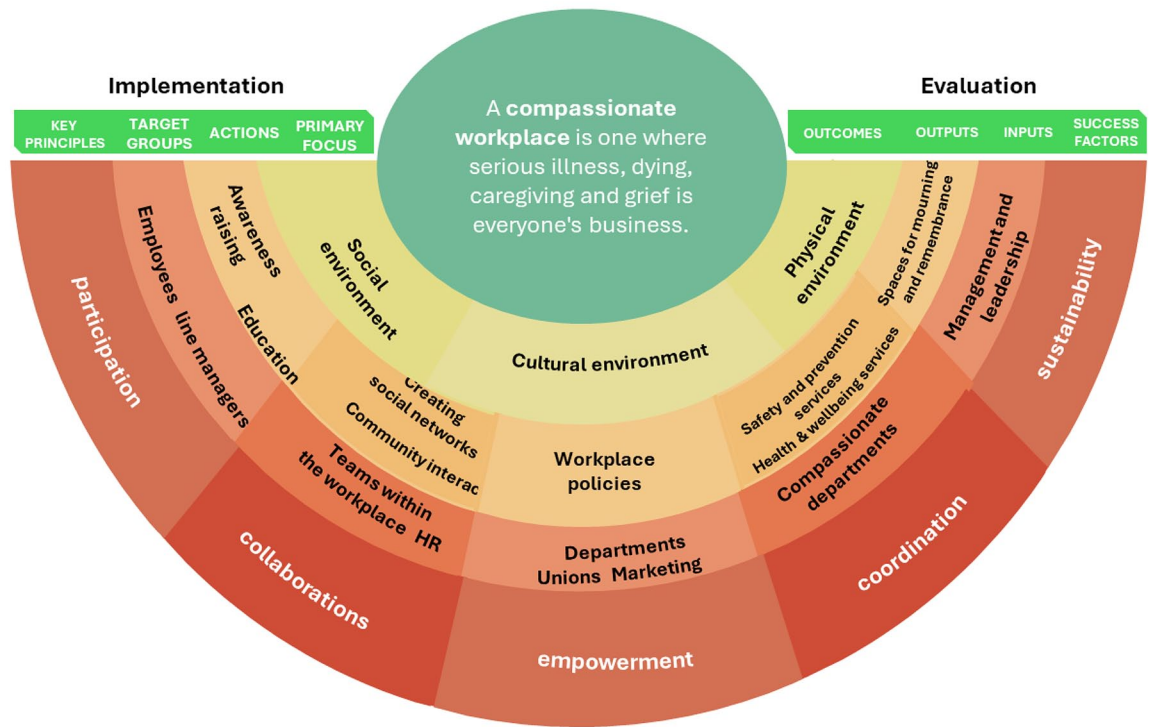 Implementation
KEY
PRINCIPLES
TARGET
GROUPS
ACTIONS
PRIMARY
FOCUS
A compassionate
workplace is one where
serious illness, dying,
caregiving and grief is
everyone's business.
Evaluation
OUTCOMES
OUTPUTS
INPUTS
SUCCESS
FACTORS
participation
Employees line managers
Awareness
raising
Education
Social
environment
Creating
social networks
Community interac
Teams within
the workplace HR
collaborations
Cultural environment
Workplace
policies
Departments
Unions Marketing
empowerment
Physical
environment
Spaces for mourning
and remembrance
Safety and prevention
services
Health & wellbeing services
Management and
leadership
Compassionate
departments
coordination
sustainability